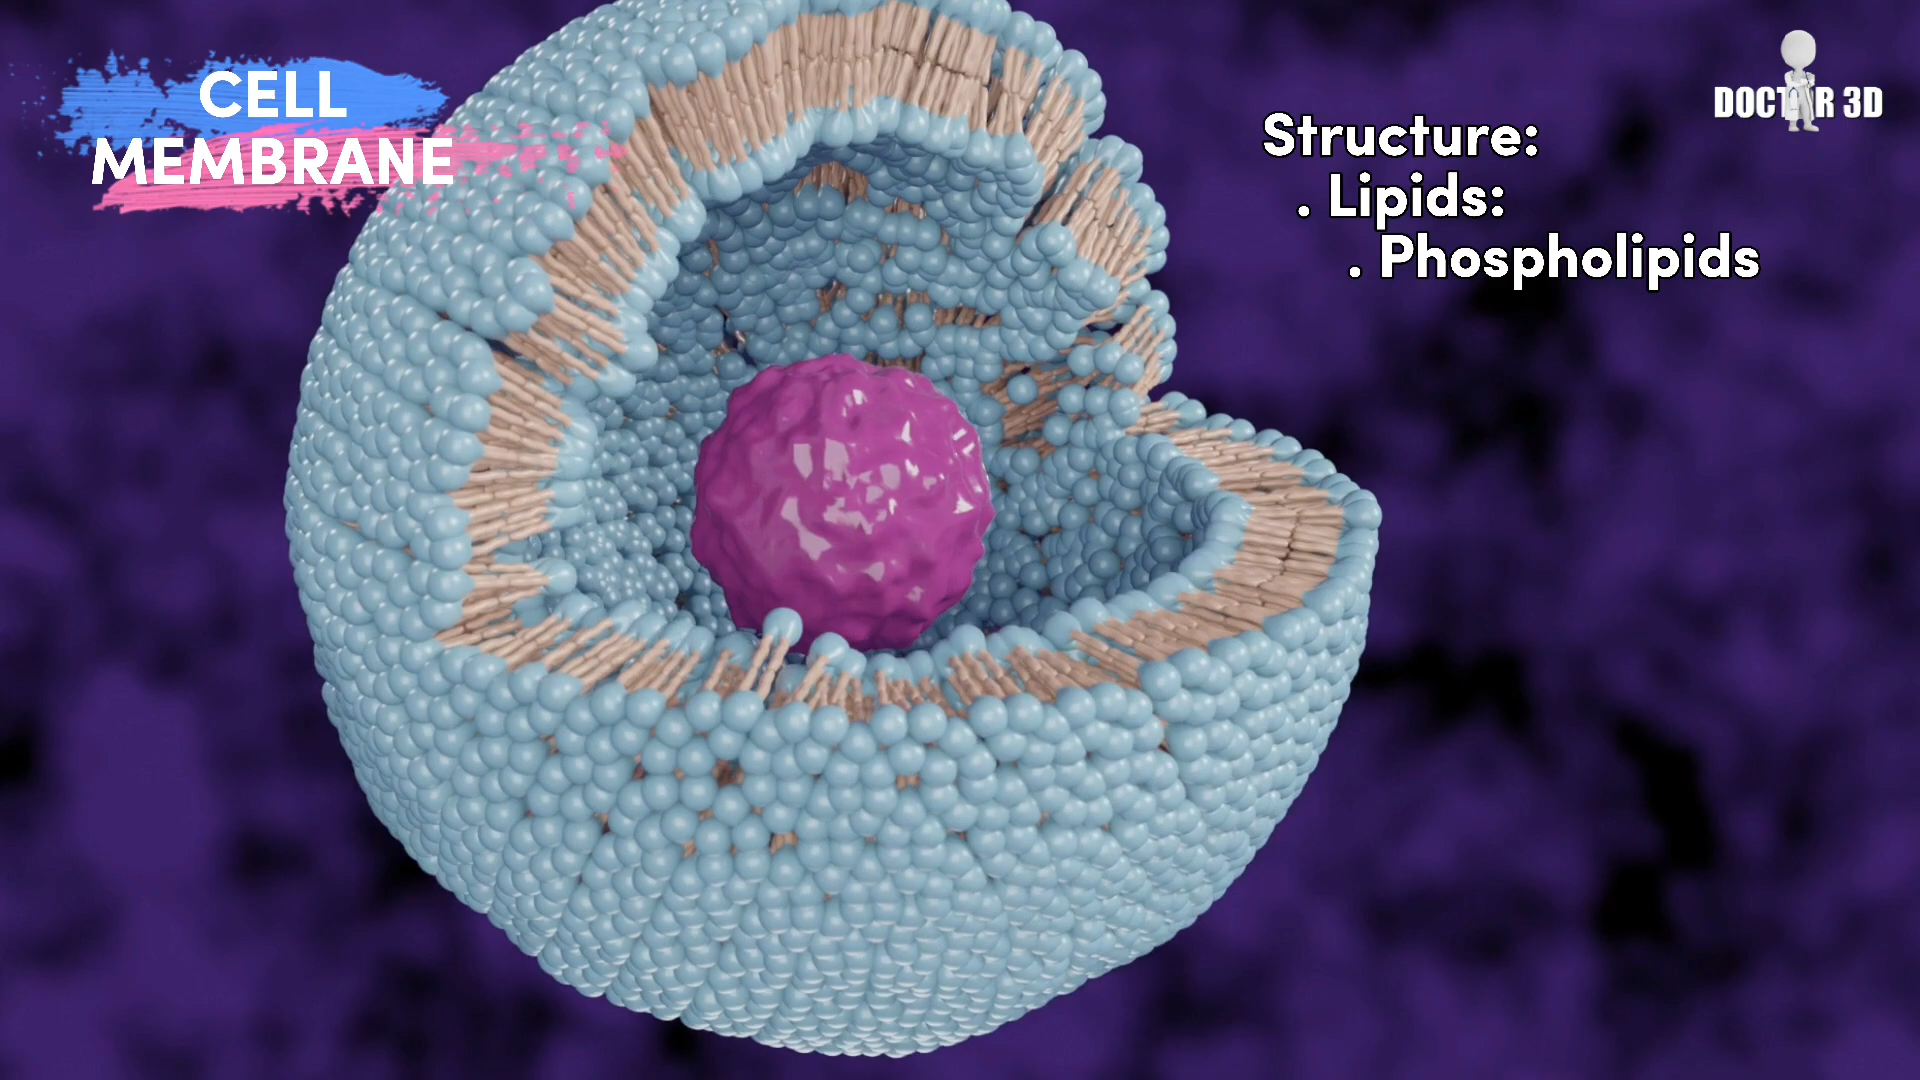 CELL
MEMBRANE
DOCTOR 3D
Structure:
. Lipids:
. Phospholipids